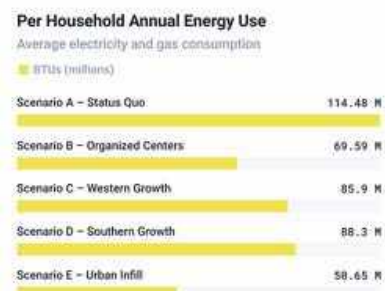 Per Household Annual Energy Use
Average electricity and gas consumption
BTUs (millions)
Scenario A – Status Quo 114.48 M
Scenario B – Organized Centers 69.59 M
Scenario C – Western Growth 85.9 M
Scenario D – Southern Growth 88.3 M
Scenario E – Urban Infill 50.65 M